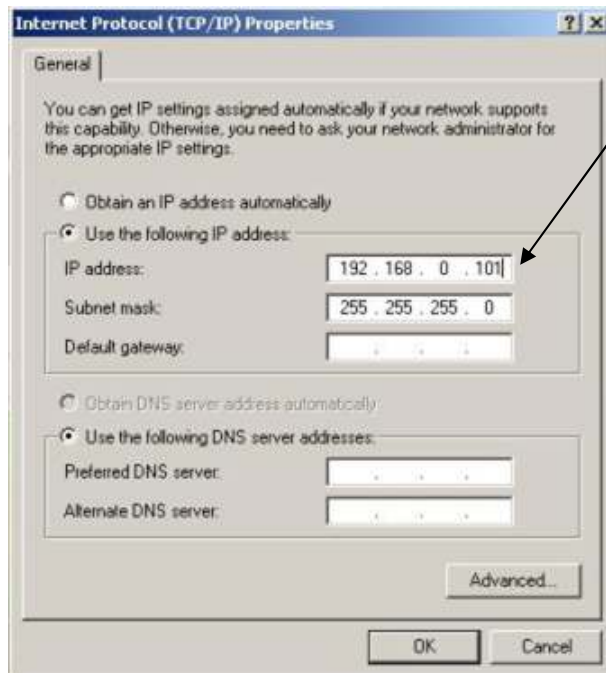 Internet Protocol (TCP/IP) Properties
General
You can get IP settings assigned automatically if your network supports
this capability. Otherwise, you need to ask your network administrator for
the appropriate IP settings.
Obtain an IP address automatically
Use the following IP address:
IP address: 192 . 168 . 0 . 101
Subnet mask: 255 . 255 . 255 . 0
Default gateway: . . .
Obtain DNS server address automatically
Use the following DNS server addresses:
Preferred DNS server: . . .
Alternate DNS server: . . .
Advanced...
OK Cancel